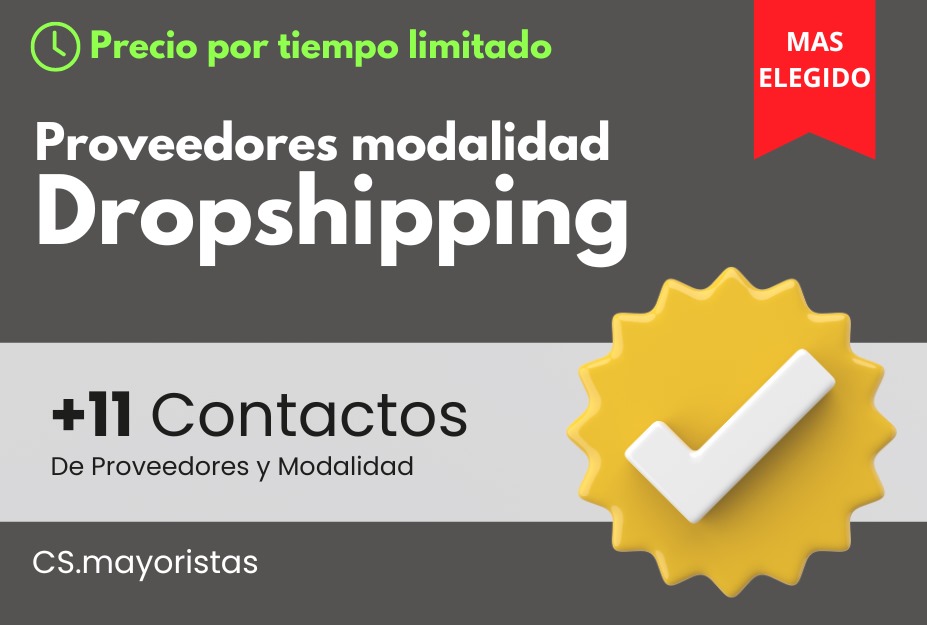 Precio por tiempo limitado
MAS
ELEGIDO
Proveedores modalidad
Dropshipping
+11 Contactos
De Proveedores y Modalidad
CS.mayoristas